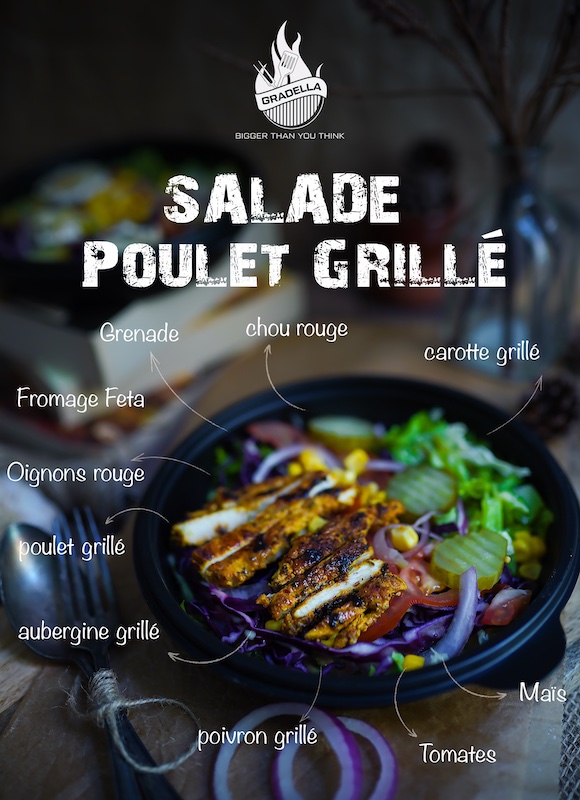 GRADELLA
BIGGER THAN YOU THINK
SALADE
POULET GRILLÉ
Grenade
chou rouge
carotte grillé
Fromage Feta
Oignons rouge
poulet grillé
aubergine grillé
Maïs
poivron grillé
Tomates